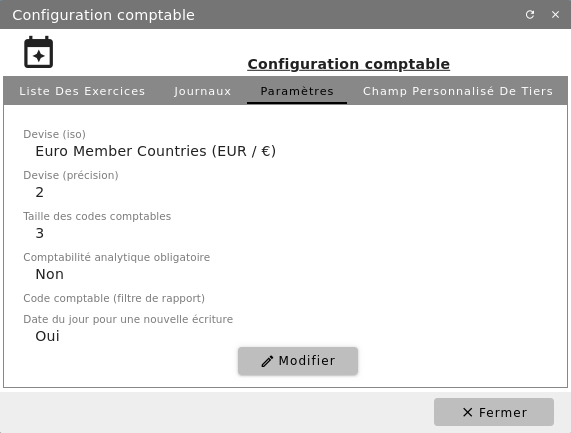 Configuration comptable
Configuration comptable
Liste Des Exercices Journaux Paramètres Champ Personnalisé De Tiers
Devise (iso)
Euro Member Countries (EUR / €)
Devise (précision)
2
Taille des codes comptables
3
Comptabilité analytique obligatoire
Non
Code comptable (filtre de rapport)
Date du jour pour une nouvelle écriture
Oui
Modifier
Fermer